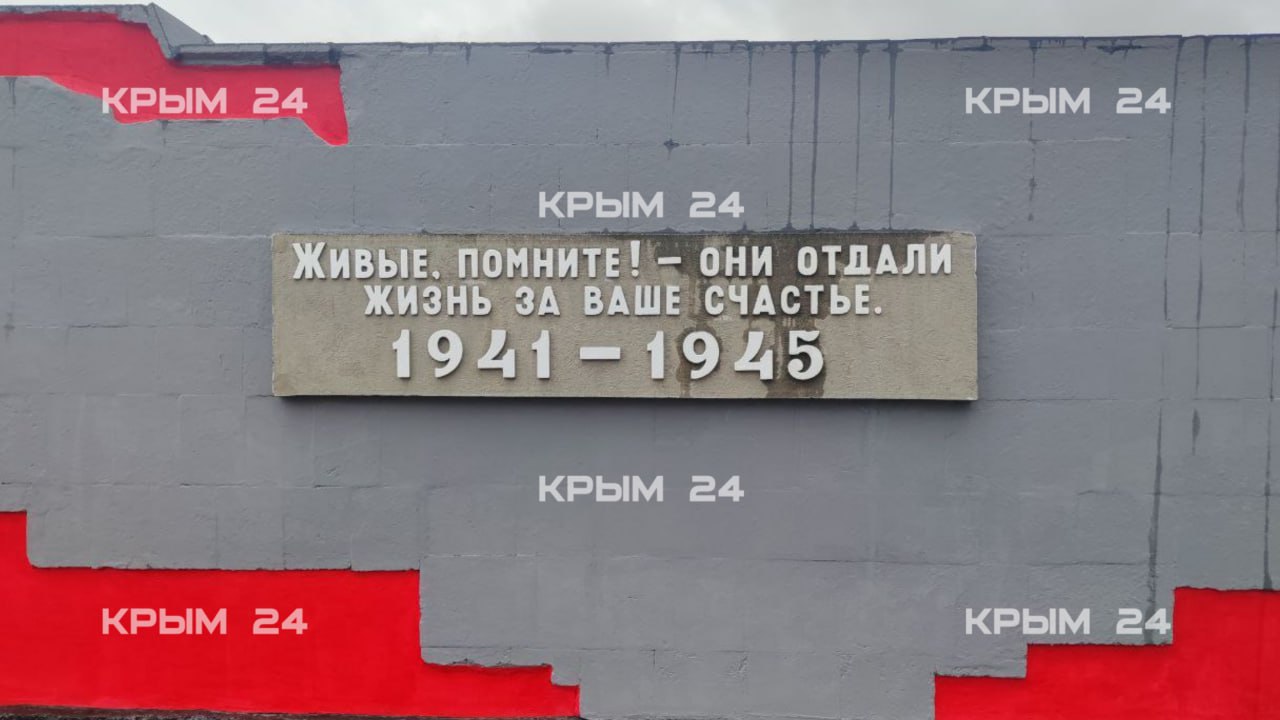 КРЫМ 24
КРЫМ 24
КРЫМ 24
Живые, помните! – они отдали
жизнь за ваше счастье.
1941 – 1945
КРЫМ 24
КРЫМ 24
КРЫМ 24